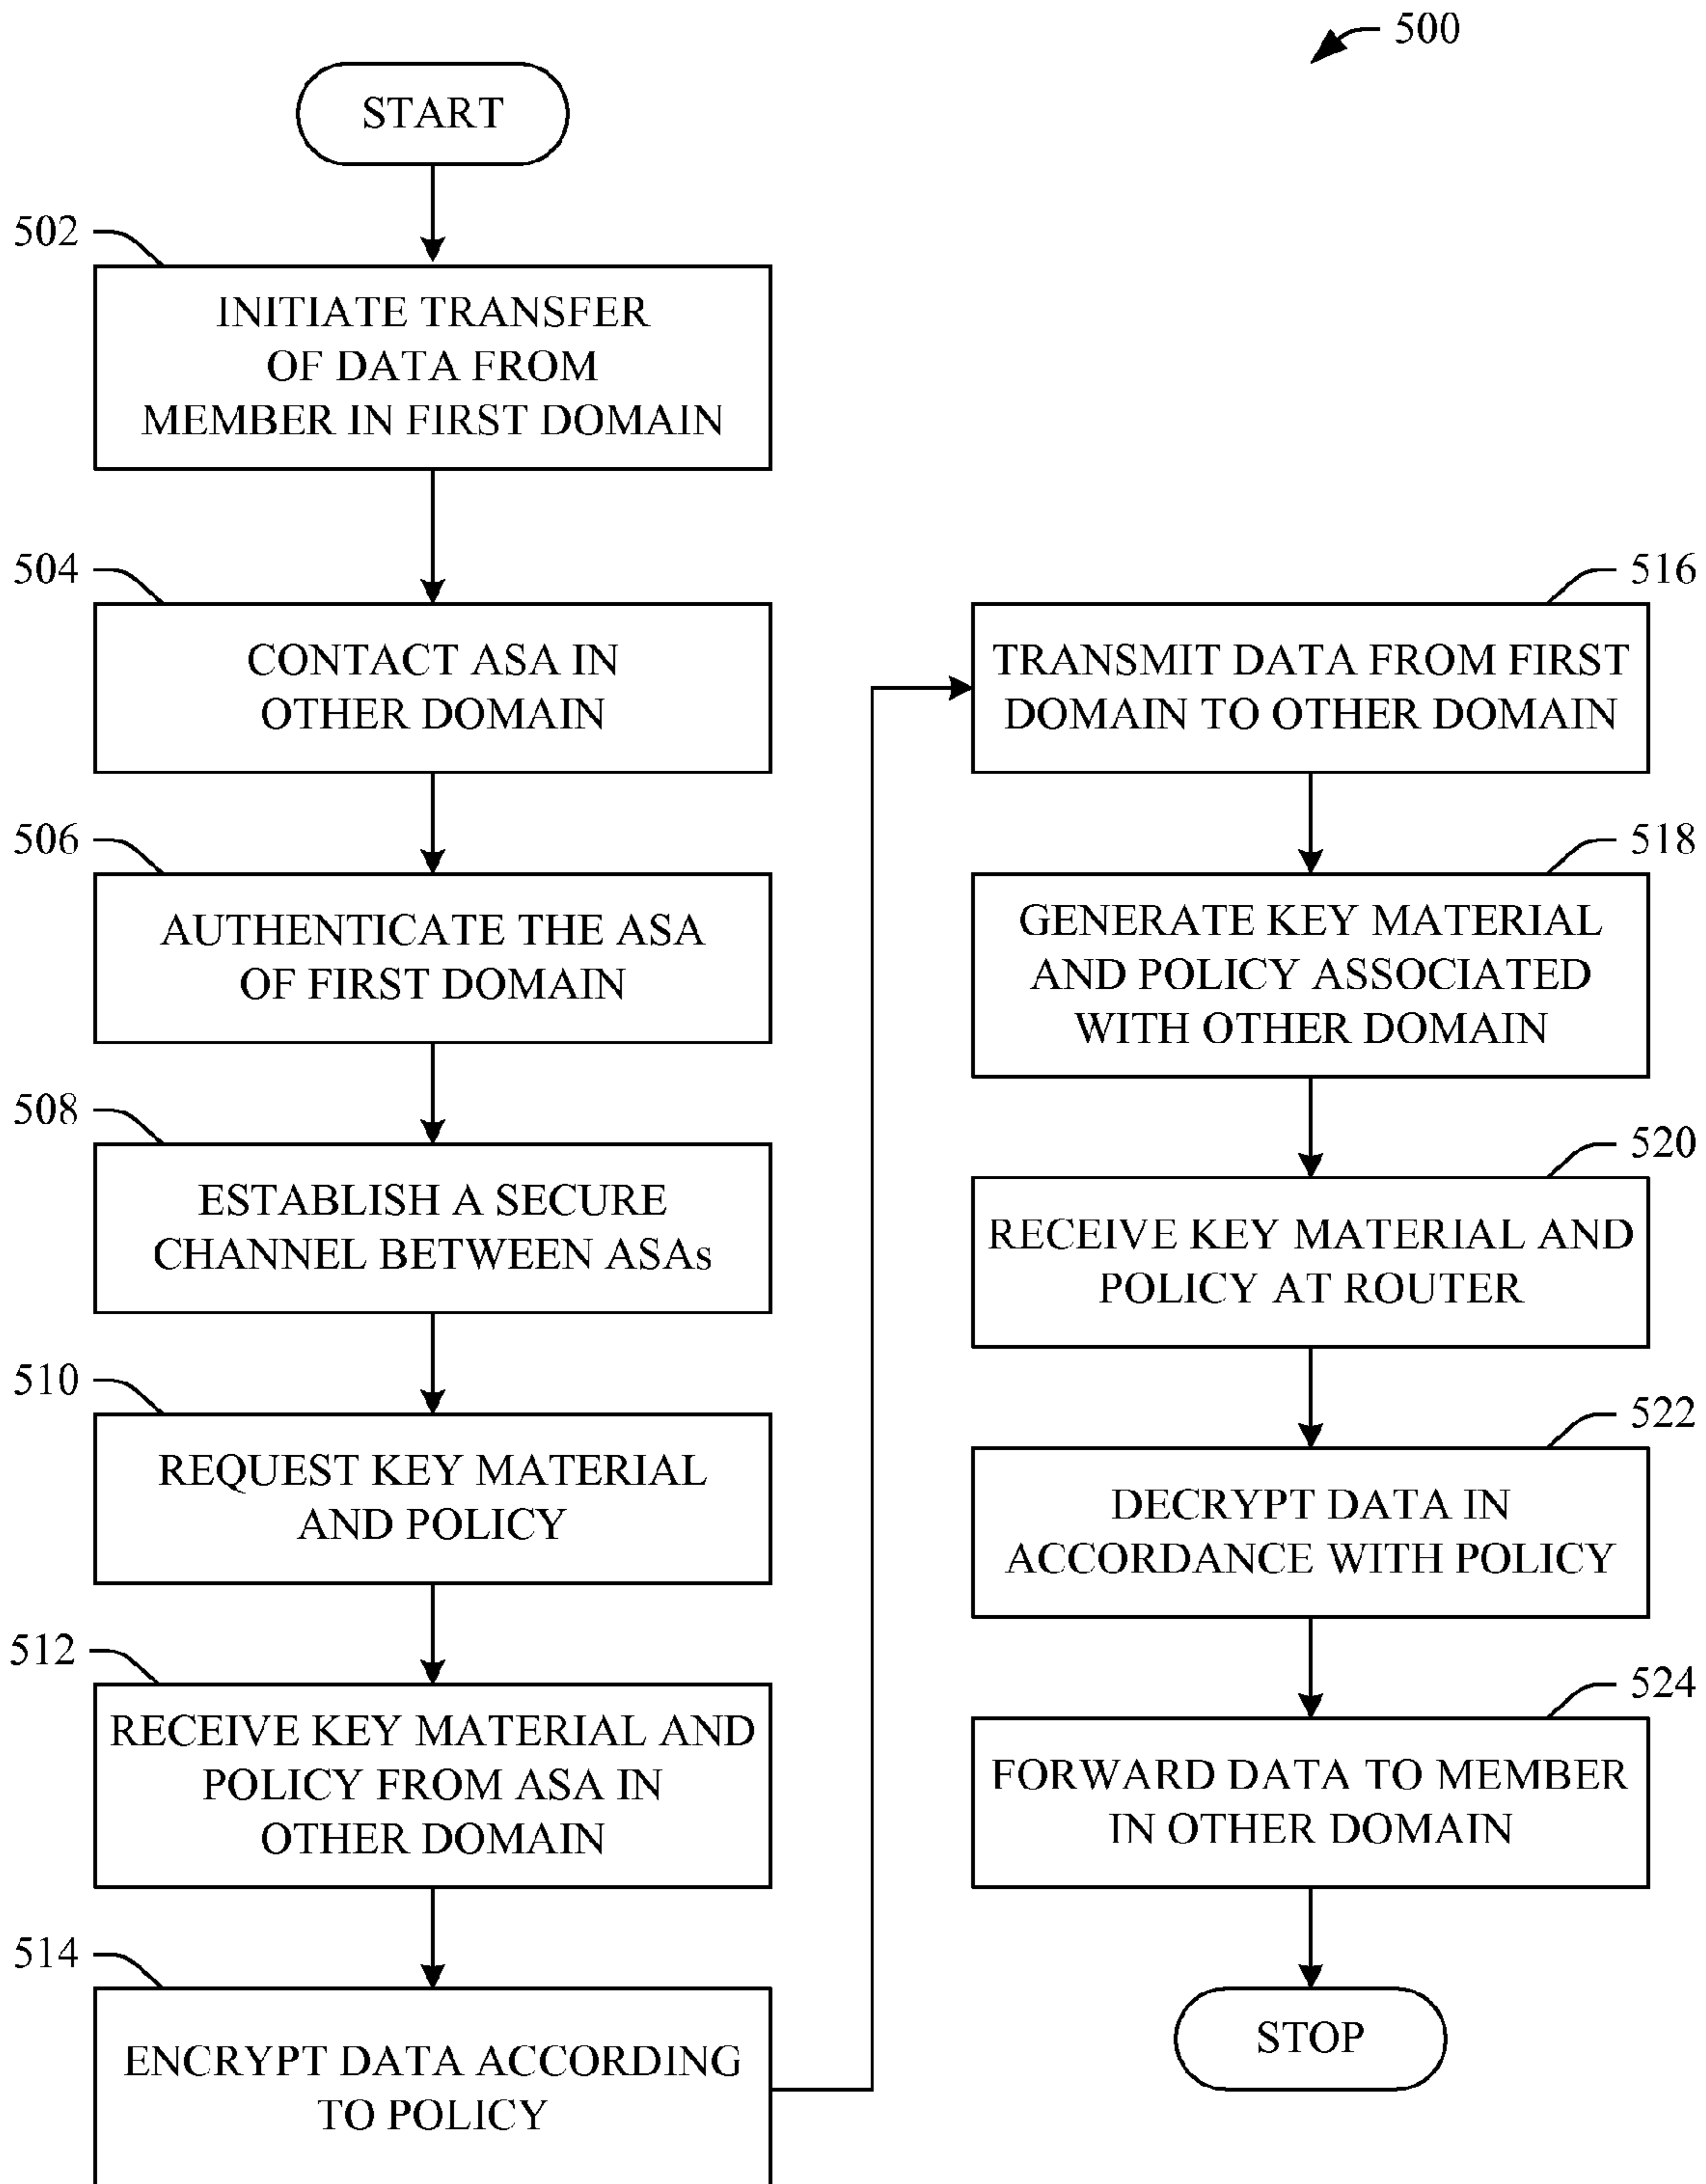 500
START
502
INITIATE TRANSFER
OF DATA FROM
MEMBER IN FIRST DOMAIN
504
CONTACT ASA IN
OTHER DOMAIN
506
AUTHENTICATE THE ASA
OF FIRST DOMAIN
508
ESTABLISH A SECURE
CHANNEL BETWEEN ASAs
510
REQUEST KEY MATERIAL
AND POLICY
512
RECEIVE KEY MATERIAL AND
POLICY FROM ASA IN
OTHER DOMAIN
514
ENCRYPT DATA ACCORDING
TO POLICY
516
TRANSMIT DATA FROM FIRST
DOMAIN TO OTHER DOMAIN
518
GENERATE KEY MATERIAL
AND POLICY ASSOCIATED
WITH OTHER DOMAIN
520
RECEIVE KEY MATERIAL AND
POLICY AT ROUTER
522
DECRYPT DATA IN
ACCORDANCE WITH POLICY
524
FORWARD DATA TO MEMBER
IN OTHER DOMAIN
STOP